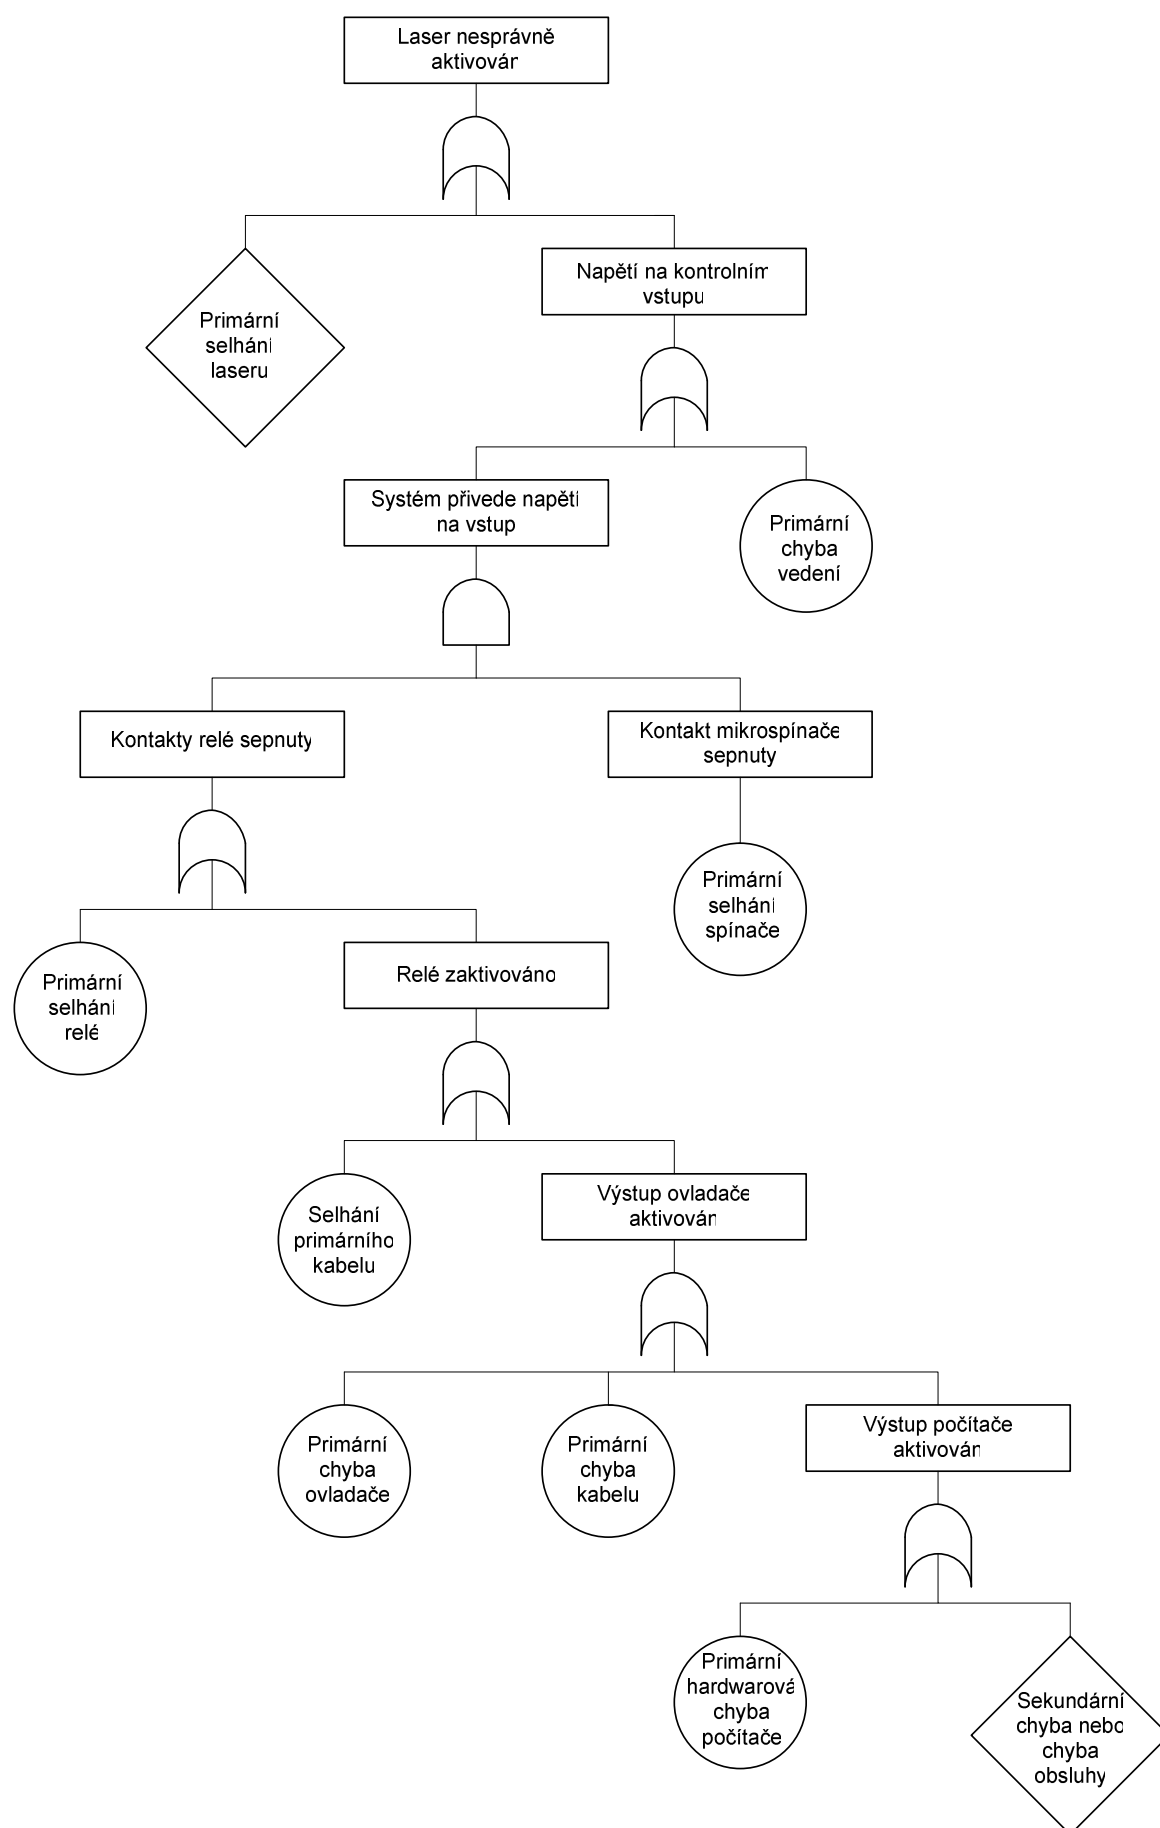 Laser nesprávně
aktivován
Primární
selhání
laseru
Napětí na kontrolním
vstupu
Systém přivede napětí
na vstup
Primární
chyba
vedení
Kontakty relé sepnuty
Kontakt mikrospínače
sepnuty
Primární
selhání
spínače
Primární
selhání
relé
Relé zaktivováno
Selhání
primárního
kabelu
Výstup ovladače
aktivován
Primární
chyba
ovladače
Primární
chyba
kabelu
Výstup počítače
aktivován
Primární
hardwarová
chyba
počítače
Sekundární
chyba nebo
chyba
obsluhy